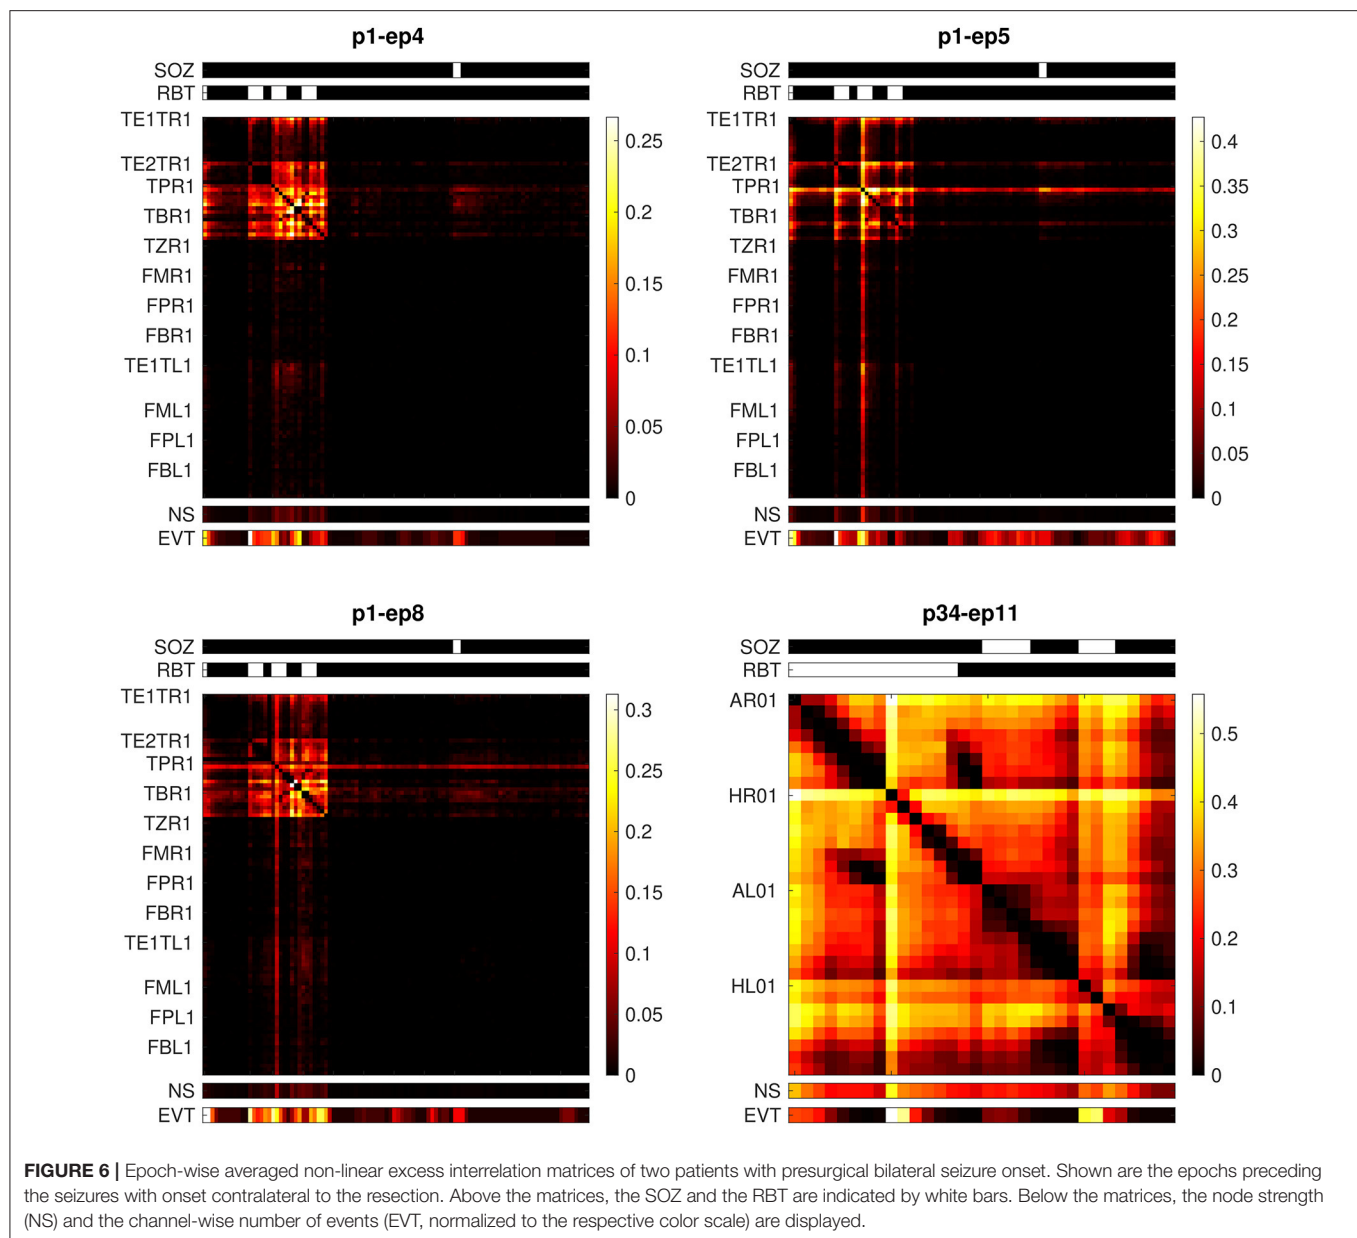 p1-ep4
SOZ
RBT
TE1TR1
TE2TR1
TPR1
TBR1
TZR1
FMR1
FPR1
FBR1
TE1TL1
FML1
FPL1
FBL1
NS
EVT
0.25
0.2
0.15
0.1
0.05
0
p1-ep5
SOZ
RBT
TE1TR1
TE2TR1
TPR1
TBR1
TZR1
FMR1
FPR1
FBR1
TE1TL1
FML1
FPL1
FBL1
NS
EVT
0.4
0.35
0.3
0.25
0.2
0.15
0.1
0.05
0
p1-ep8
SOZ
RBT
TE1TR1
TE2TR1
TPR1
TBR1
TZR1
FMR1
FPR1
FBR1
TE1TL1
FML1
FPL1
FBL1
NS
EVT
0.3
0.25
0.2
0.15
0.1
0.05
0
p34-ep11
SOZ
RBT
AR01
HR01
AL01
HL01
NS
EVT
0.5
0.4
0.3
0.2
0.1
0
FIGURE 6 | Epoch-wise averaged non-linear excess interrelation matrices of two patients with presurgical bilateral seizure onset. Shown are the epochs preceding
the seizures with onset contralateral to the resection. Above the matrices, the SOZ and the RBT are indicated by white bars. Below the matrices, the node strength
(NS) and the channel-wise number of events (EVT, normalized to the respective color scale) are displayed.